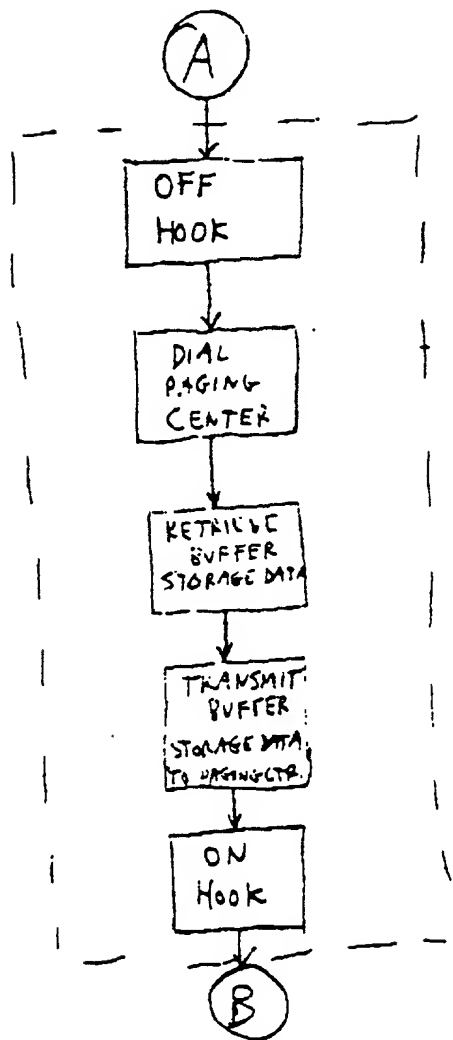 A
OFF
HOOK
DIAL
PAGING
CENTER
RETRIEVE
BUFFER
STORAGE DATA
TRANSMIT
BUFFER
STORAGE DATA
TO PAGING CTR.
ON
HOOK
B